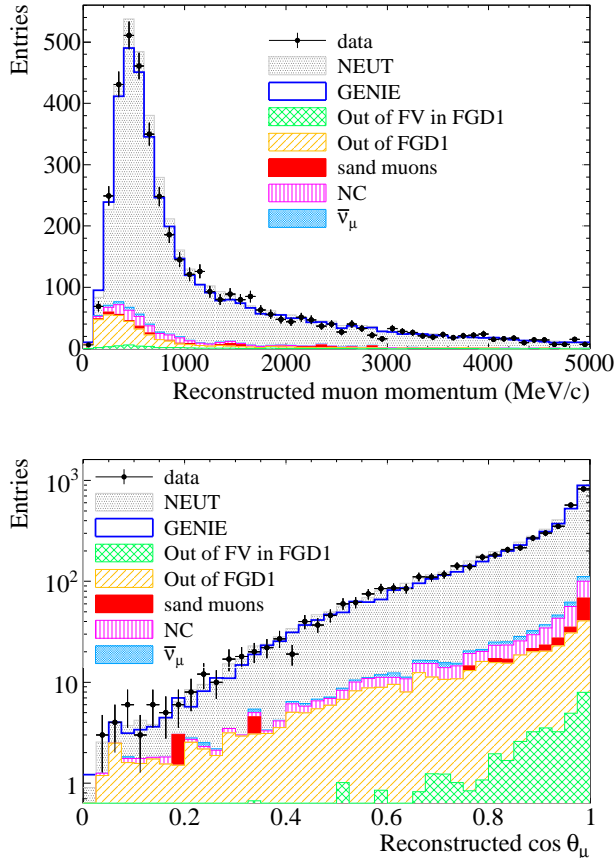 Entries
500
400
300
200
100
0
data
NEUT
GENIE
Out of FV in FGD1
Out of FGD1
sand muons
NC
ν̅μ
0 1000 2000 3000 4000 5000
Reconstructed muon momentum (MeV/c)
Entries
10³
10²
10
1
data
NEUT
GENIE
Out of FV in FGD1
Out of FGD1
sand muons
NC
ν̅μ
0 0.2 0.4 0.6 0.8 1
Reconstructed cos θμ